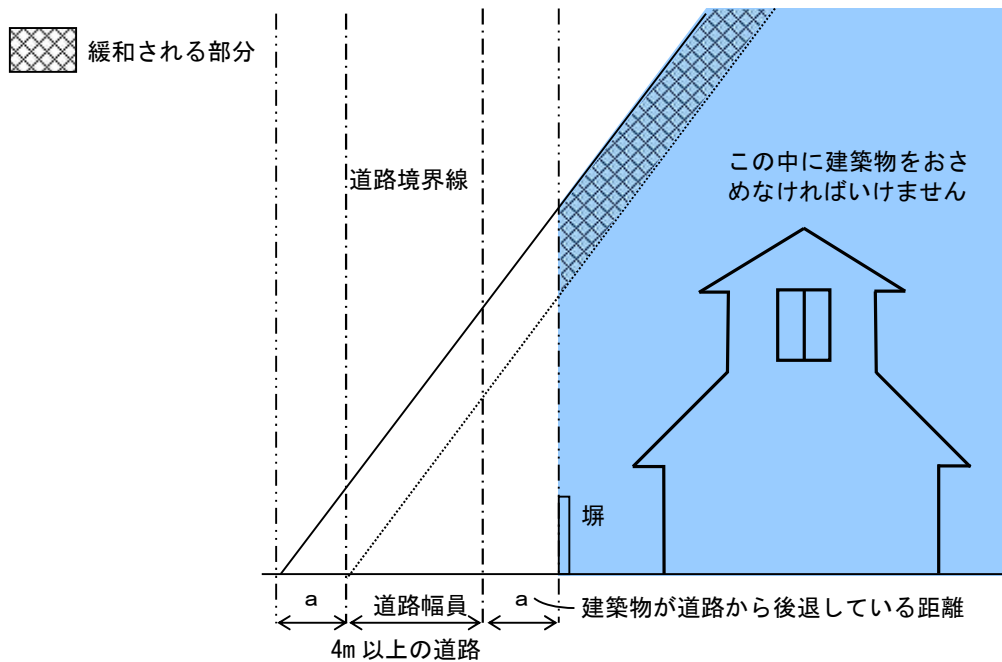 緩和される部分
道路境界線
この中に建築物をおさ
めなければいけません
塀
a
道路幅員
a
建築物が道路から後退している距離
4m 以上の道路